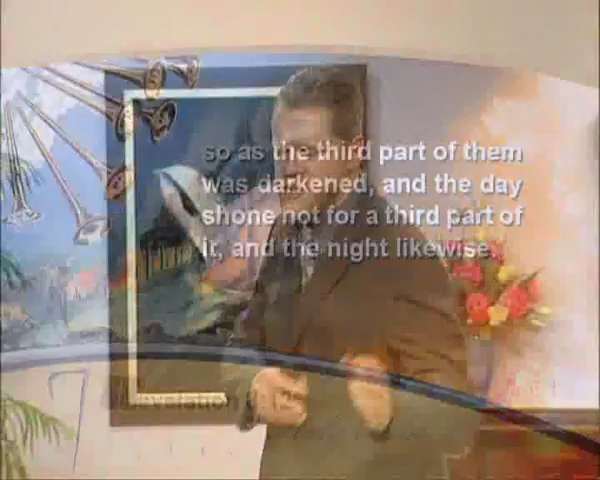 so as the third part of them
was darkened, and the day
shone not for a third part of
it, and the night likewise.
Revelation